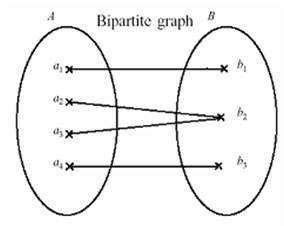 A Bipartite graph B
a₁ b₁
a₂
b₂
a₃
a₄ b₃